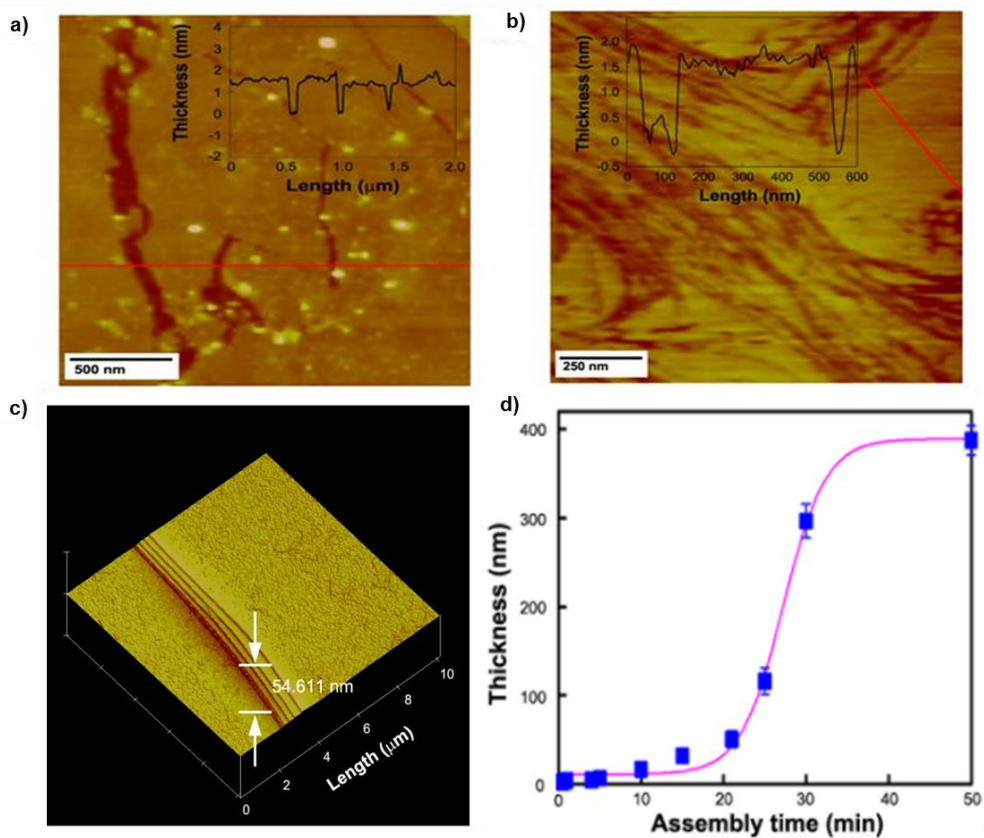 a)
Thickness (nm)
4
3
2
1
0
-1
-2
0 0.5 1.0 1.5 2.0
Length (μm)
500 nm
b)
Thickness (nm)
2.0
1.5
1.0
0.5
0
-0.5
0 100 200 300 400 500 600
Length (nm)
250 nm
c)
54.611 nm
0 2 4 6 8 10
Length (μm)
d)
Thickness (nm)
400
300
200
100
0
0 10 20 30 40 50
Assembly time (min)